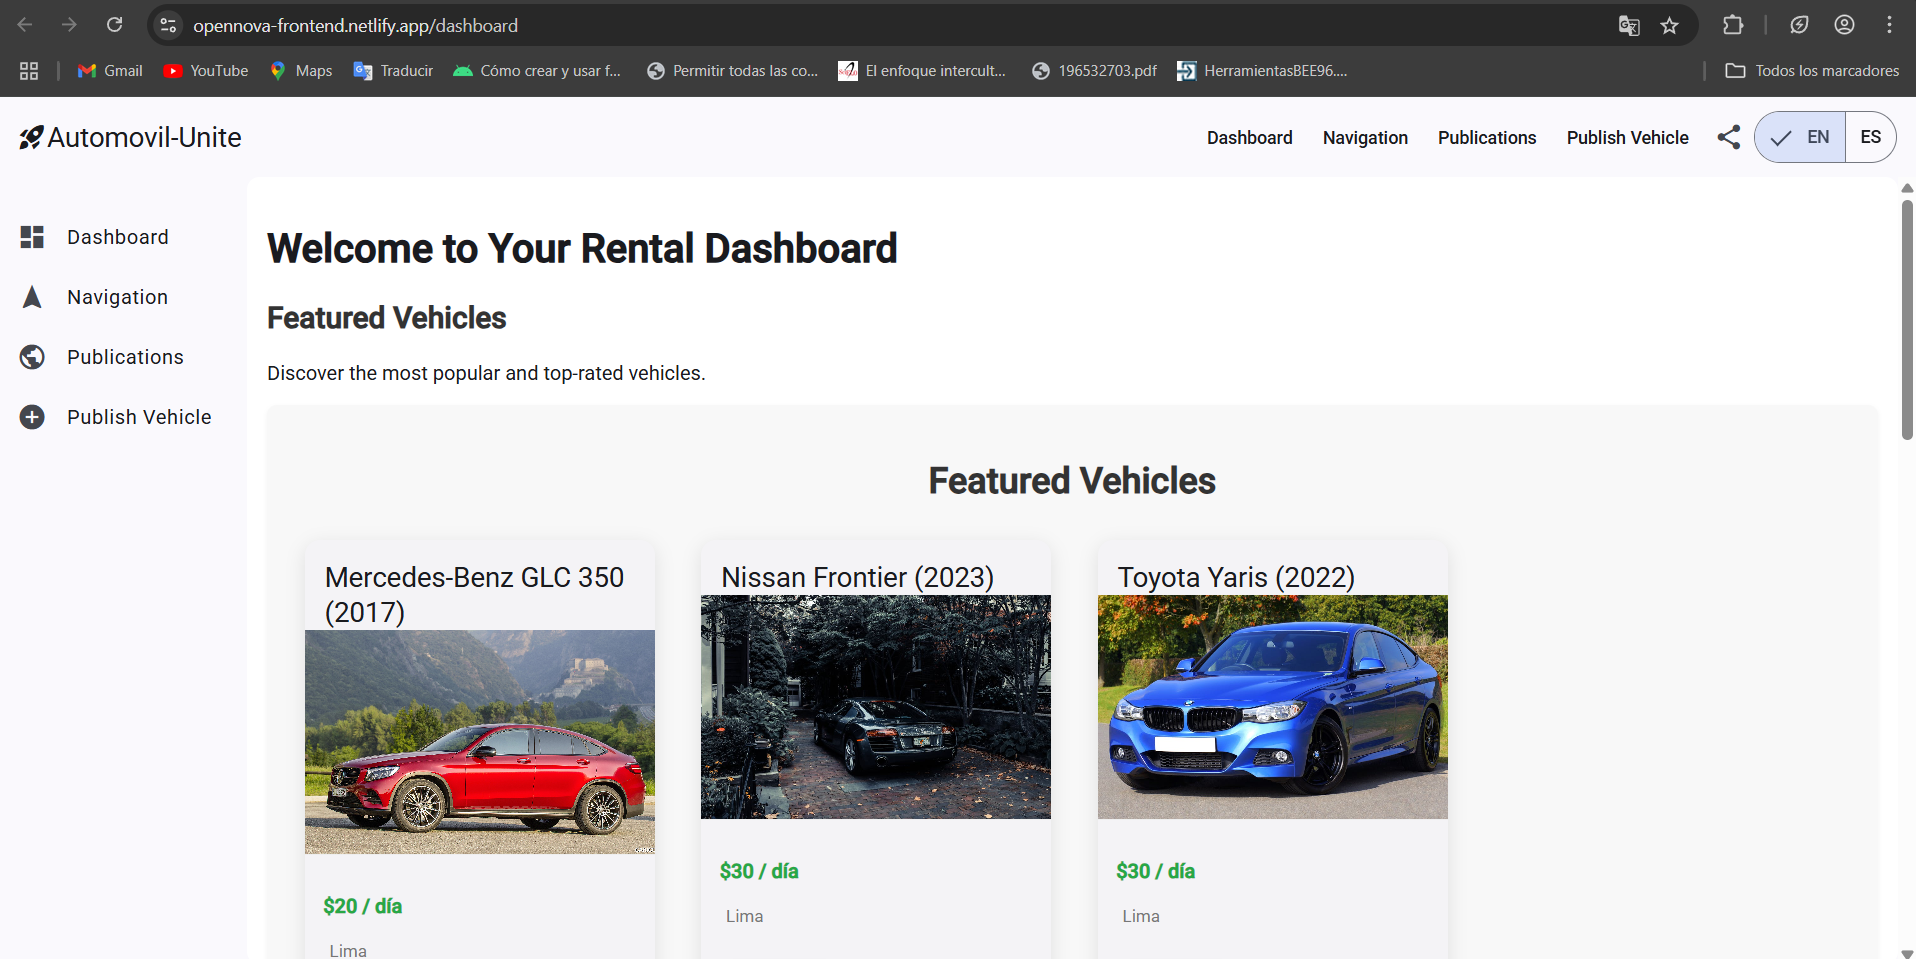 opennova-frontend.netlify.app/dashboard
Gmail
YouTube
Maps
Traducir
Cómo crear y usar f...
Permitir todas las co...
El enfoque intercult...
196532703.pdf
HerramientasBEE96....
Todos los marcadores
Automovil-Unite
Dashboard
Navigation
Publications
Publish Vehicle
EN
ES
Dashboard
Navigation
Publications
Publish Vehicle
Welcome to Your Rental Dashboard
Featured Vehicles
Discover the most popular and top-rated vehicles.
Featured Vehicles
Mercedes-Benz GLC 350
(2017)
$20 / día
Lima
Nissan Frontier (2023)
$30 / día
Lima
Toyota Yaris (2022)
$30 / día
Lima